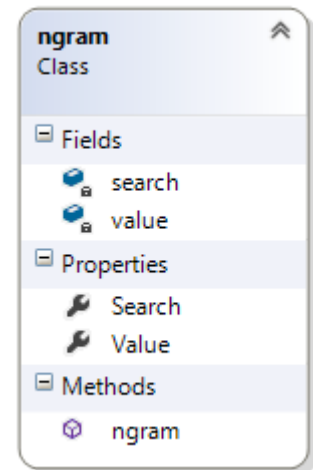 ngram
Class
Fields
search
value
Properties
Search
Value
Methods
ngram